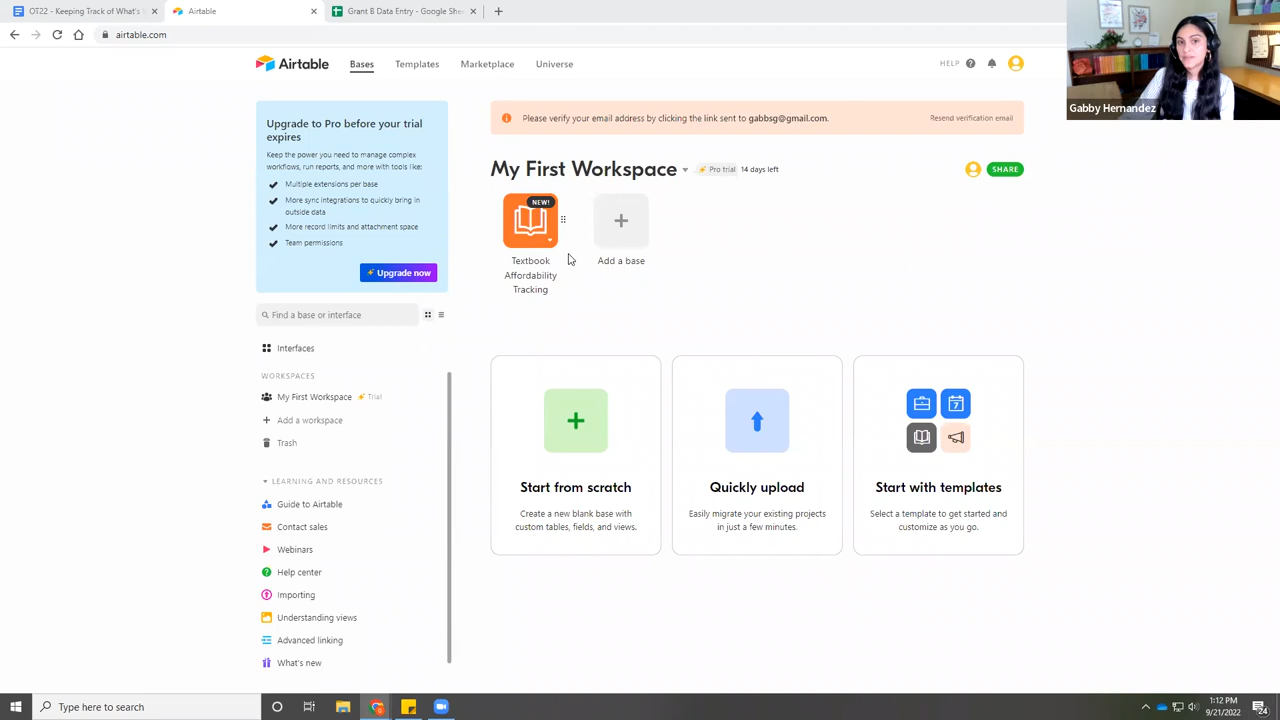 OT22 - Keeping Track of What's
Airtable
Grant B Data Entry - Google She
airtable.com
Gabby Hernandez
Airtable
Bases
Templates
Marketplace
Universe
HELP
Upgrade to Pro before your trial
expires
Keep the power you need to manage complex
workflows, run reports, and more with tools like:
Multiple extensions per base
More sync integrations to quickly bring in
outside data
More record limits and attachment space
Team permissions
Upgrade now
Please verify your email address by clicking the link sent to gabbsg@gmail.com.
Resend verification email
My First Workspace
Pro trial
14 days left
SHARE
NEW!
Textbook
Affordability
Tracking
Add a base
Find a base or interface
Interfaces
WORKSPACES
My First Workspace
Trial
Add a workspace
Trash
LEARNING AND RESOURCES
Guide to Airtable
Contact sales
Webinars
Help center
Importing
Understanding views
Advanced linking
What's new
Start from scratch
Create a new blank base with
custom tables, fields, and views.
Quickly upload
Easily migrate your existing projects
in just a few minutes.
Start with templates
Select a template to get started and
customize as you go.
Type here to search
1:12 PM
9/21/2022
24